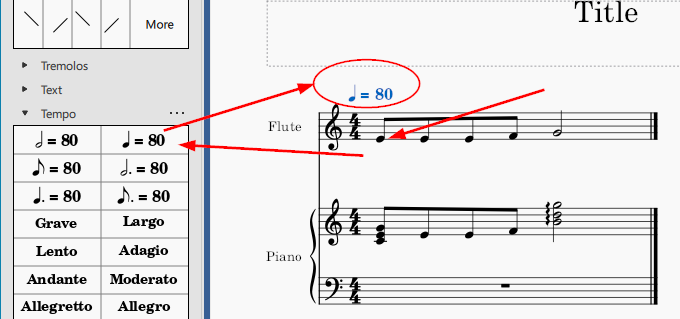 More
Tremolos
Text
Tempo ...
𝅗𝅥 = 80 ♩ = 80
♪ = 80 𝅗𝅥. = 80
♩. = 80 ♪. = 80
Grave Largo
Lento Adagio
Andante Moderato
Allegretto Allegro
Title
♩ = 80
Flute
Piano